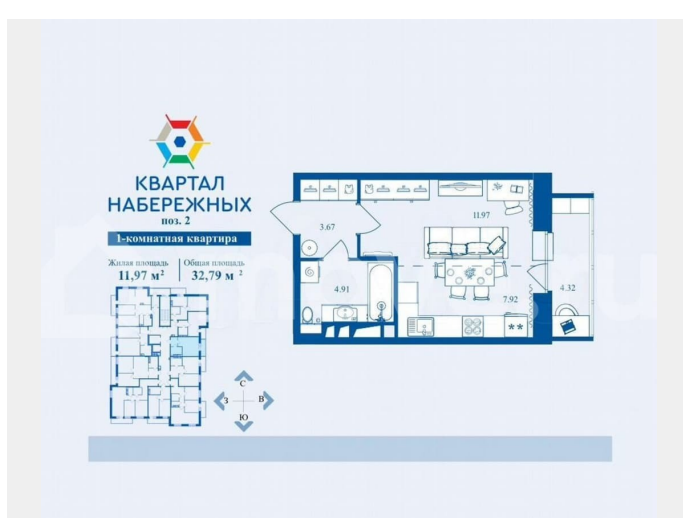 КВАРТАЛ
НАБЕРЕЖНЫХ
поз. 2
1-комнатная квартира
Жилая площадь
11,97 м²
Общая площадь
32,79 м ²
3.67
11.97
4.91
7.92
4.32
С
З
В
Ю